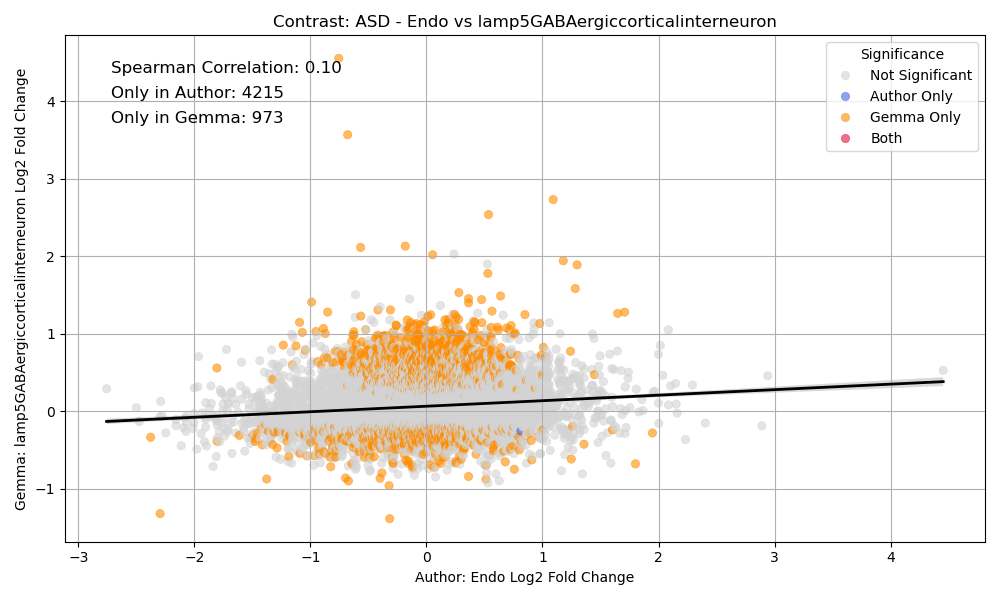 Contrast: ASD - Endo vs lamp5GABAergiccorticalinterneuron
Spearman Correlation: 0.10
Only in Author: 4215
Only in Gemma: 973
Significance
Not Significant
Author Only
Gemma Only
Both
Gemma: lamp5GABAergiccorticalinterneuron Log2 Fold Change
4
3
2
1
0
−1
−3 −2 −1 0 1 2 3 4
Author: Endo Log2 Fold Change